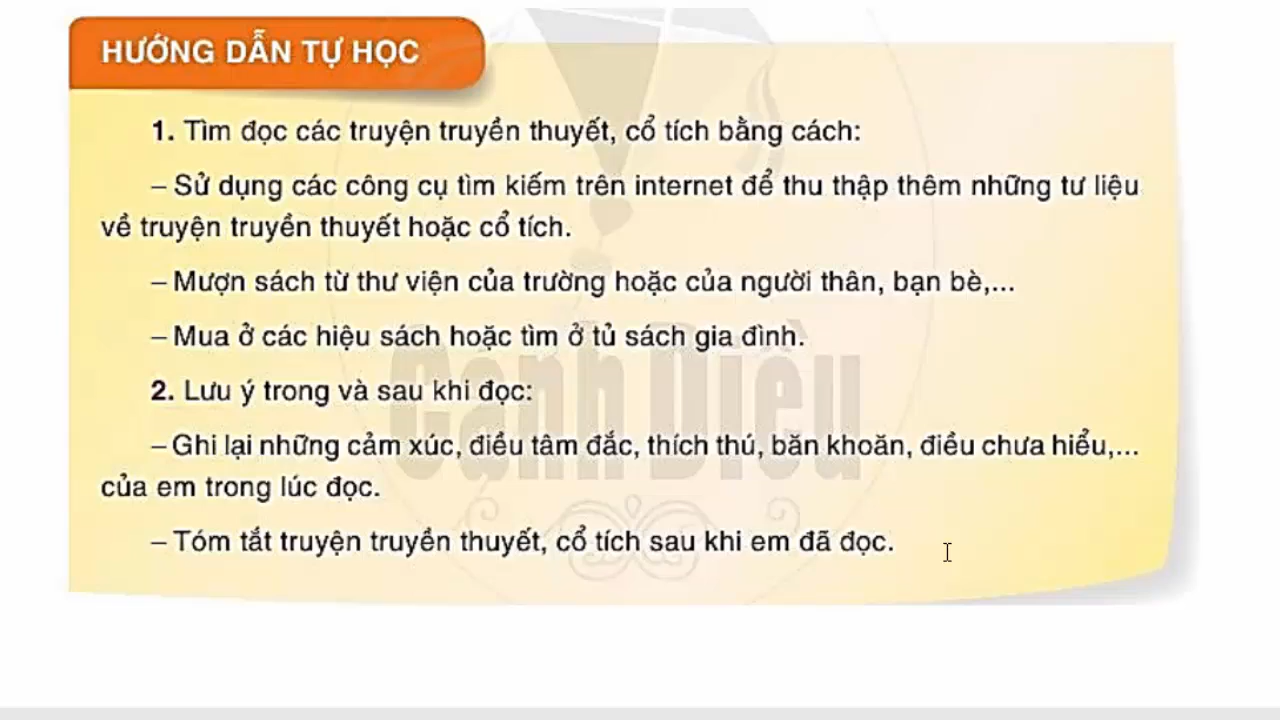 HƯỚNG DẪN TỰ HỌC
1. Tìm đọc các truyện truyền thuyết, cổ tích bằng cách:
– Sử dụng các công cụ tìm kiếm trên internet để thu thập thêm những tư liệu
về truyện truyền thuyết hoặc cổ tích.
– Mượn sách từ thư viện của trường hoặc của người thân, bạn bè,...
– Mua ở các hiệu sách hoặc tìm ở tủ sách gia đình.
2. Lưu ý trong và sau khi đọc:
– Ghi lại những cảm xúc, điều tâm đắc, thích thú, băn khoăn, điều chưa hiểu,...
của em trong lúc đọc.
– Tóm tắt truyện truyền thuyết, cổ tích sau khi em đã đọc.
Cánh Diều